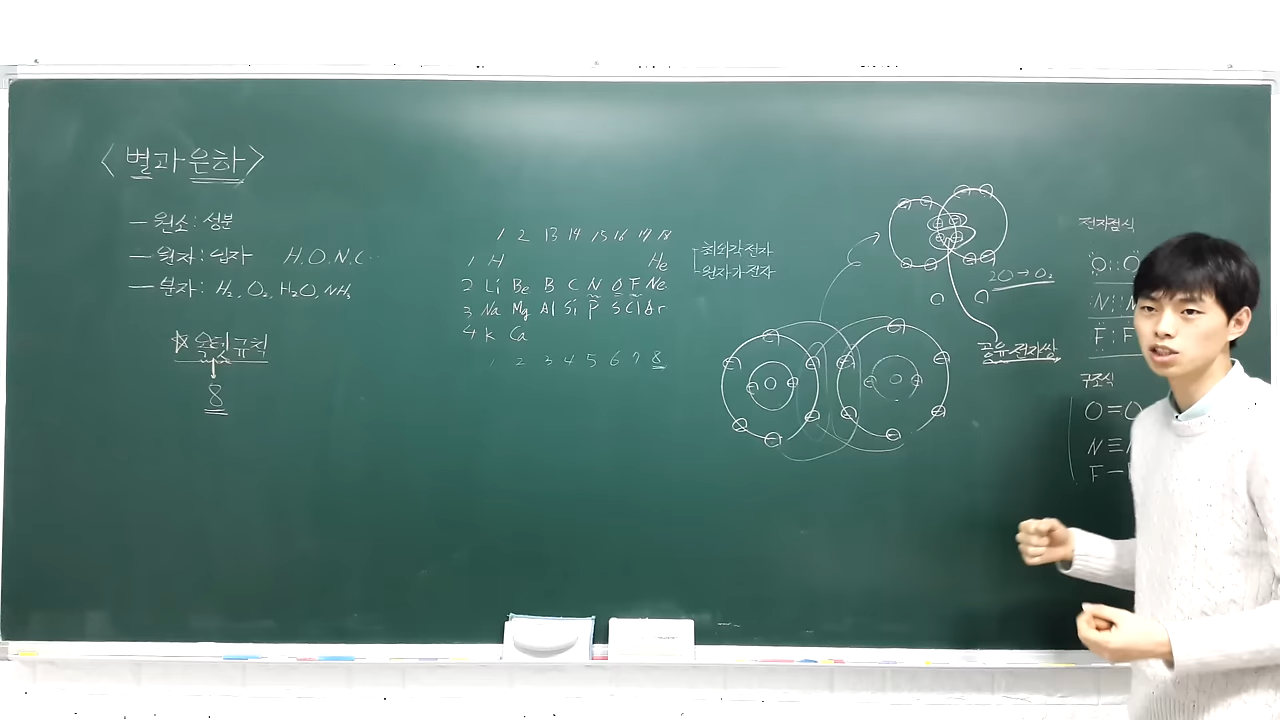 <별과 은하>
- 원소: 성분
- 원자: 입자 H.O.N.C...
- 분자: H₂, O₂, H₂O, NH₃
☆ 옥텟 규칙
8
1 2 13 14 15 16 17 18
1 H He
2 Li Be B C N O F Ne
3 Na Mg Al Si P S Cl Ar
4 K Ca
1 2 3 4 5 6 7 8
최외각 전자
원자가 전자
2O → O₂
공유 전자쌍
전자점식
O::O
N::N
F:F
구조식
O=O
N≡
F-